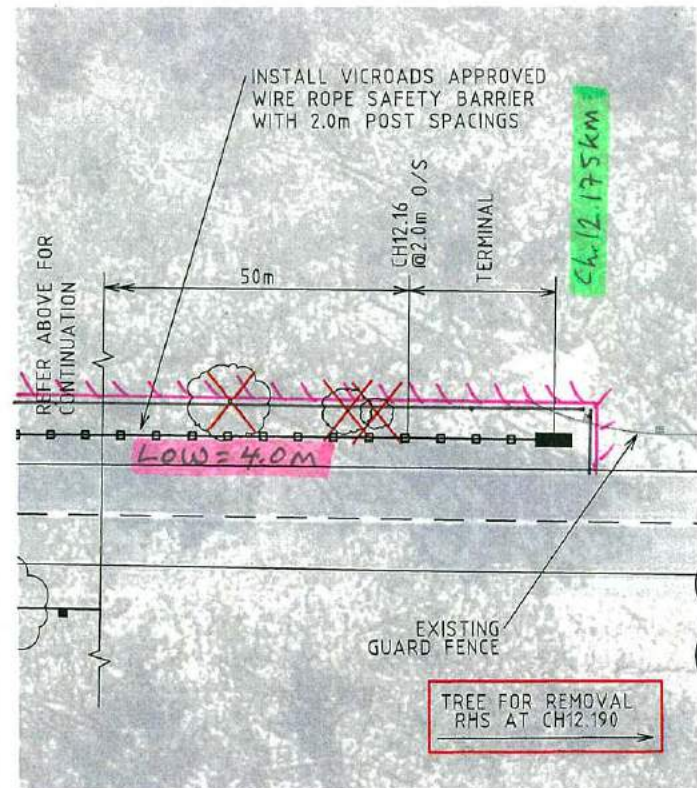 INSTALL VICROADS APPROVED
WIRE ROPE SAFETY BARRIER
WITH 2.0m POST SPACINGS
Ch.12.175km
REFER ABOVE FOR
CONTINUATION
50m
CH12.16
@2.0m O/S
TERMINAL
LOW = 4.0M
EXISTING
GUARD FENCE
TREE FOR REMOVAL
RHS AT CH12.190